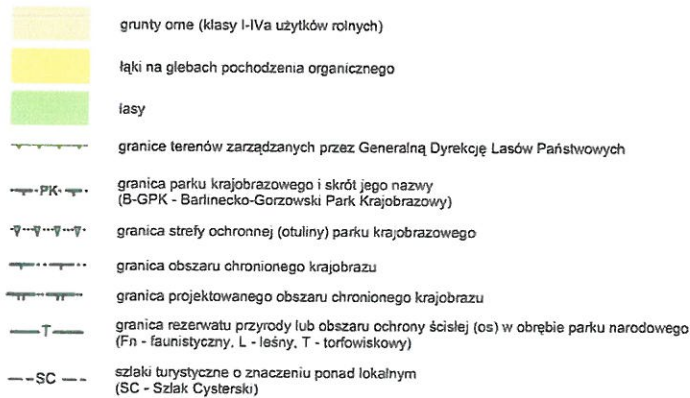 grunty orne (klasy I-IVa użytków rolnych)
łąki na glebach pochodzenia organicznego
lasy
granice terenów zarządzanych przez Generalną Dyrekcję Lasów Państwowych
PK
granica parku krajobrazowego i skrót jego nazwy
(B-GPK - Barlinecko-Gorzowski Park Krajobrazowy)
granica strefy ochronnej (otuliny) parku krajobrazowego
granica obszaru chronionego krajobrazu
granica projektowanego obszaru chronionego krajobrazu
T
granica rezerwatu przyrody lub obszaru ochrony ścisłej (os) w obrębie parku narodowego
(Fn - faunistyczny, L - leśny, T - torfowiskowy)
SC
szlaki turystyczne o znaczeniu ponad lokalnym
(SC - Szlak Cysterski)